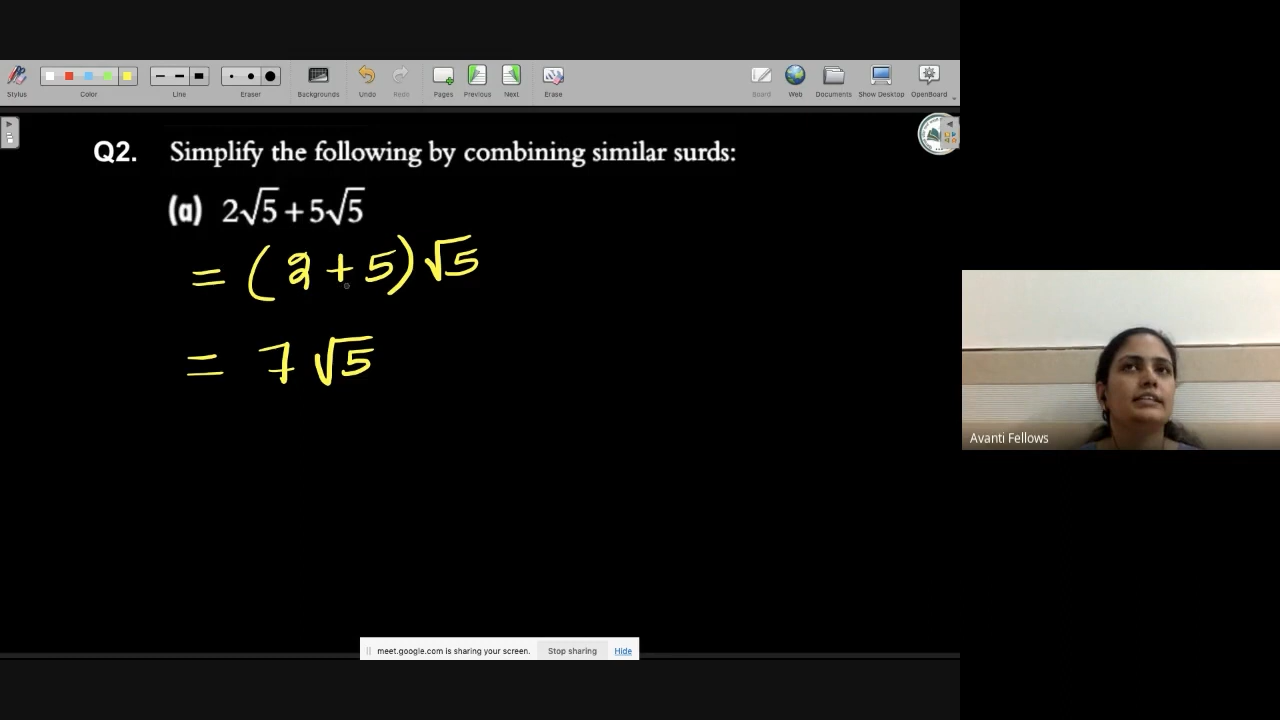 Stylus Color Line Eraser Backgrounds Undo Redo Pages Previous Next Erase Board Web Documents Show Desktop OpenBoard
Q2. Simplify the following by combining similar surds:
(a) 2√5 + 5√5
= (2 + 5) √5
= 7 √5
Avanti Fellows
meet.google.com is sharing your screen. Stop sharing Hide